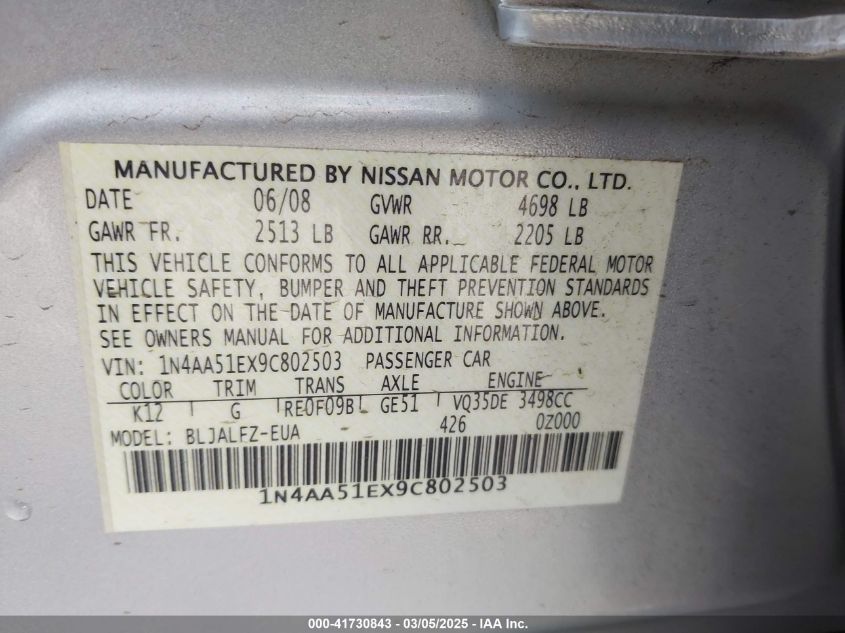 MANUFACTURED BY NISSAN MOTOR CO., LTD.
DATE 06/08 GVWR 4698 LB
GAWR FR. 2513 LB GAWR RR. 2205 LB
THIS VEHICLE CONFORMS TO ALL APPLICABLE FEDERAL MOTOR
VEHICLE SAFETY, BUMPER AND THEFT PREVENTION STANDARDS
IN EFFECT ON THE DATE OF MANUFACTURE SHOWN ABOVE.
SEE OWNERS MANUAL FOR ADDITIONAL INFORMATION.
VIN: 1N4AA51EX9C802503 PASSENGER CAR
COLOR TRIM TRANS AXLE ENGINE
K12 G RE0F09B GE51 VQ35DE 3498CC
MODEL: BLJALFZ-EUA 426 0Z000
1N4AA51EX9C802503
000-41730843 - 03/05/2025 - IAA Inc.